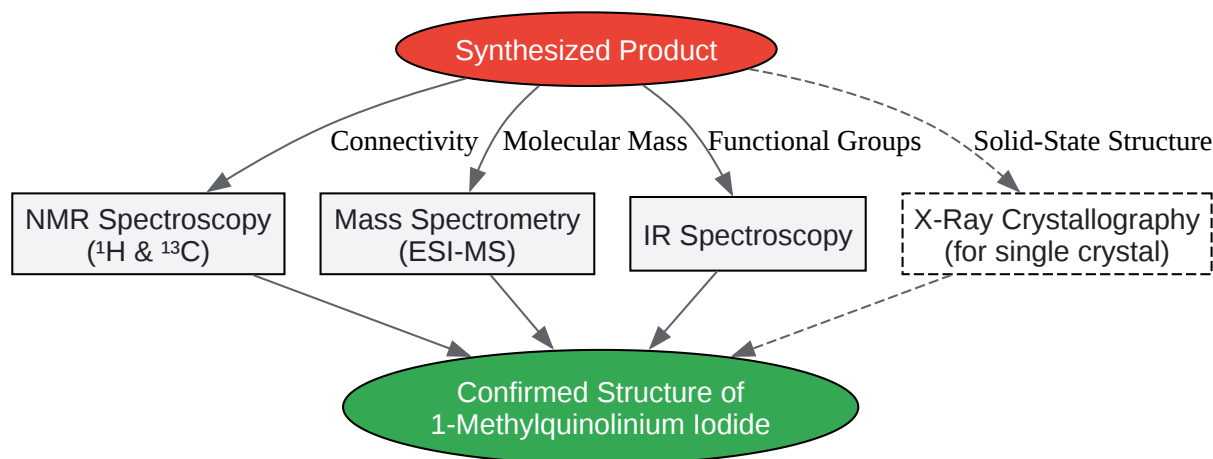 Synthesized Product
Connectivity
Molecular Mass
Functional Groups
Solid-State Structure
NMR Spectroscopy
(¹H & ¹³C)
Mass Spectrometry
(ESI-MS)
IR Spectroscopy
X-Ray Crystallography
(for single crystal)
Confirmed Structure of
1-Methylquinolinium Iodide